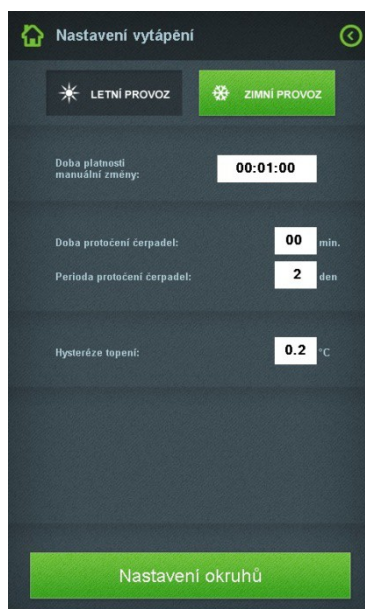 Nastavení vytápění
LETNÍ PROVOZ
ZIMNÍ PROVOZ
Doba platnosti
manuální změny:
00:01:00
Doba protočení čerpadel:
00 min.
Perioda protočení čerpadel:
2 den
Hysteréze topení:
0.2 °C
Nastavení okruhů